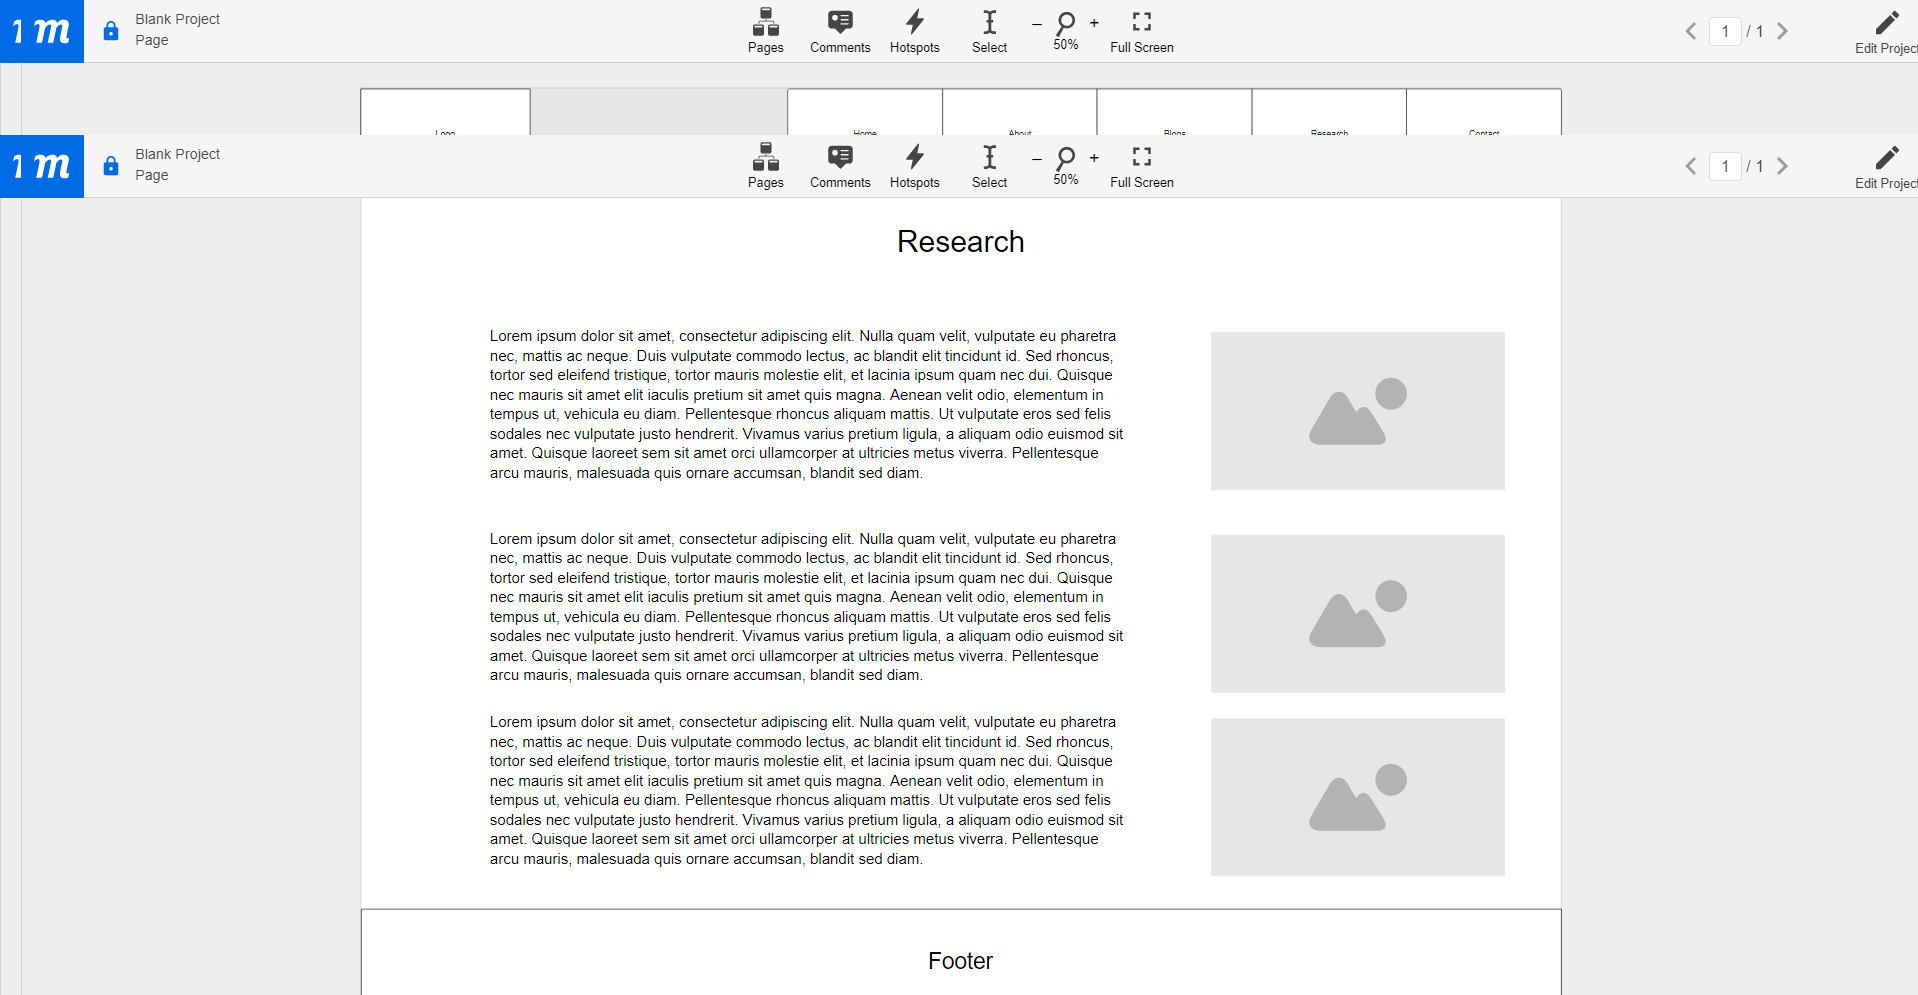 1 m
Blank Project
Page
Pages
Comments
Hotspots
Select
– 50% +
Full Screen
1 / 1
Edit Project
Logo
Home
About
Blogs
Research
Contact
1 m
Blank Project
Page
Pages
Comments
Hotspots
Select
– 50% +
Full Screen
1 / 1
Edit Project
Research
Lorem ipsum dolor sit amet, consectetur adipiscing elit. Nulla quam velit, vulputate eu pharetra
nec, mattis ac neque. Duis vulputate commodo lectus, ac blandit elit tincidunt id. Sed rhoncus,
tortor sed eleifend tristique, tortor mauris molestie elit, et lacinia ipsum quam nec dui. Quisque
nec mauris sit amet elit iaculis pretium sit amet quis magna. Aenean velit odio, elementum in
tempus ut, vehicula eu diam. Pellentesque rhoncus aliquam mattis. Ut vulputate eros sed felis
sodales nec vulputate justo hendrerit. Vivamus varius pretium ligula, a aliquam odio euismod sit
amet. Quisque laoreet sem sit amet orci ullamcorper at ultricies metus viverra. Pellentesque
arcu mauris, malesuada quis ornare accumsan, blandit sed diam.
Lorem ipsum dolor sit amet, consectetur adipiscing elit. Nulla quam velit, vulputate eu pharetra
nec, mattis ac neque. Duis vulputate commodo lectus, ac blandit elit tincidunt id. Sed rhoncus,
tortor sed eleifend tristique, tortor mauris molestie elit, et lacinia ipsum quam nec dui. Quisque
nec mauris sit amet elit iaculis pretium sit amet quis magna. Aenean velit odio, elementum in
tempus ut, vehicula eu diam. Pellentesque rhoncus aliquam mattis. Ut vulputate eros sed felis
sodales nec vulputate justo hendrerit. Vivamus varius pretium ligula, a aliquam odio euismod sit
amet. Quisque laoreet sem sit amet orci ullamcorper at ultricies metus viverra. Pellentesque
arcu mauris, malesuada quis ornare accumsan, blandit sed diam.
Lorem ipsum dolor sit amet, consectetur adipiscing elit. Nulla quam velit, vulputate eu pharetra
nec, mattis ac neque. Duis vulputate commodo lectus, ac blandit elit tincidunt id. Sed rhoncus,
tortor sed eleifend tristique, tortor mauris molestie elit, et lacinia ipsum quam nec dui. Quisque
nec mauris sit amet elit iaculis pretium sit amet quis magna. Aenean velit odio, elementum in
tempus ut, vehicula eu diam. Pellentesque rhoncus aliquam mattis. Ut vulputate eros sed felis
sodales nec vulputate justo hendrerit. Vivamus varius pretium ligula, a aliquam odio euismod sit
amet. Quisque laoreet sem sit amet orci ullamcorper at ultricies metus viverra. Pellentesque
arcu mauris, malesuada quis ornare accumsan, blandit sed diam.
Footer